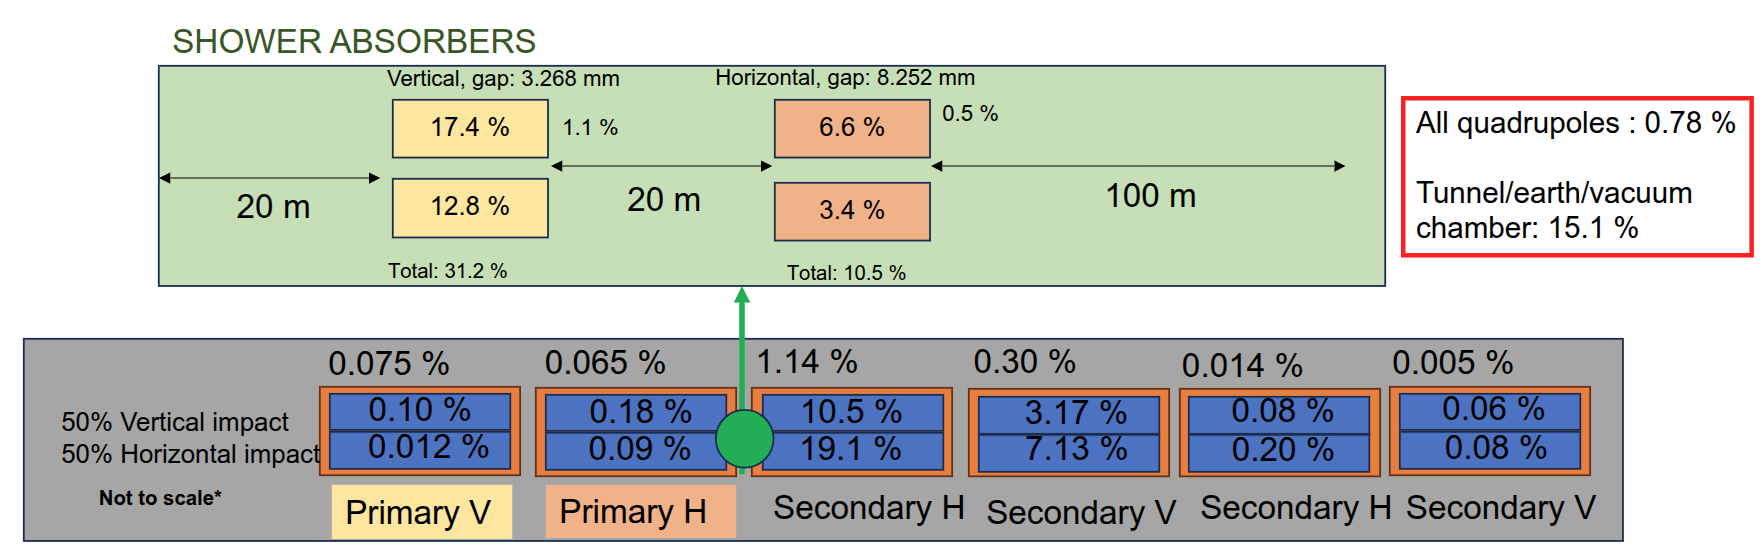 SHOWER ABSORBERS
Vertical, gap: 3.268 mm
Horizontal, gap: 8.252 mm
17.4 %
1.1 %
6.6 %
0.5 %
20 m
12.8 %
20 m
3.4 %
100 m
Total: 31.2 %
Total: 10.5 %
All quadrupoles : 0.78 %
Tunnel/earth/vacuum
chamber: 15.1 %
0.075 %
0.065 %
1.14 %
0.30 %
0.014 %
0.005 %
50% Vertical impact
50% Horizontal impact
0.10 %
0.18 %
10.5 %
3.17 %
0.08 %
0.06 %
0.012 %
0.09 %
19.1 %
7.13 %
0.20 %
0.08 %
Not to scale*
Primary V
Primary H
Secondary H
Secondary V
Secondary H
Secondary V